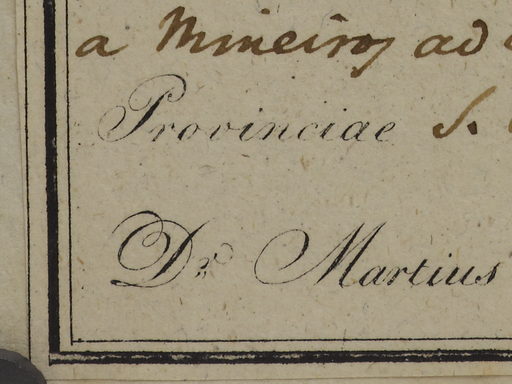 a Mineiros ad
Provinciae S.
Dr. Martius